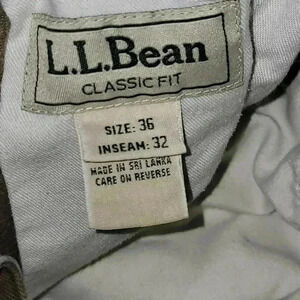 L.L.Bean
CLASSIC FIT
SIZE: 36
INSEAM: 32
MADE IN SRI LANKA
CARE ON REVERSE